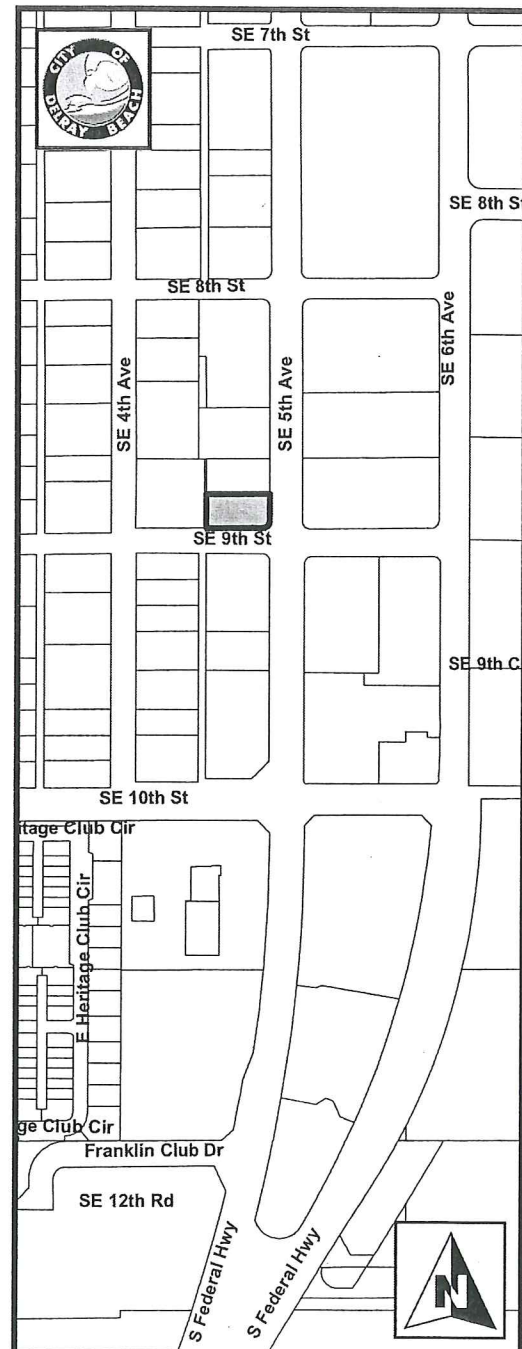 SE 7th St
CITY OF
DELRAY BEACH
SE 8th St
SE 8th St
SE 4th Ave
SE 5th Ave
SE 6th Ave
SE 9th St
SE 9th C
SE 10th St
itage Club Cir
E Heritage Club Cir
ge Club Cir
Franklin Club Dr
SE 12th Rd
S Federal Hwy
S Federal Hwy
N